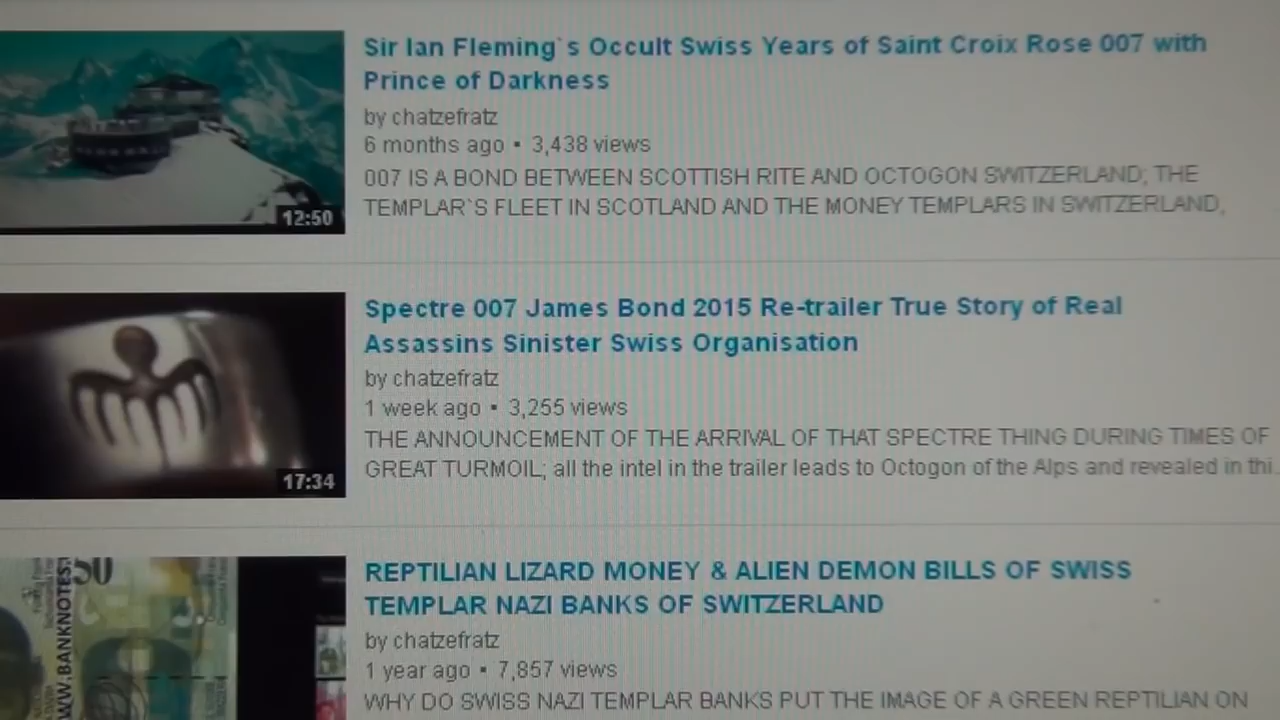 Sir Ian Fleming`s Occult Swiss Years of Saint Croix Rose 007 with
Prince of Darkness
by chatzefratz
6 months ago • 3,438 views
007 IS A BOND BETWEEN SCOTTISH RITE AND OCTOGON SWITZERLAND; THE
TEMPLAR`S FLEET IN SCOTLAND AND THE MONEY TEMPLARS IN SWITZERLAND,
12:50
Spectre 007 James Bond 2015 Re-trailer True Story of Real
Assassins Sinister Swiss Organisation
by chatzefratz
1 week ago • 3,255 views
THE ANNOUNCEMENT OF THE ARRIVAL OF THAT SPECTRE THING DURING TIMES OF
GREAT TURMOIL; all the intel in the trailer leads to Octogon of the Alps and revealed in thi
17:34
50
WWW.BANKNOTES.
REPTILIAN LIZARD MONEY & ALIEN DEMON BILLS OF SWISS
TEMPLAR NAZI BANKS OF SWITZERLAND
by chatzefratz
1 year ago • 7,857 views
WHY DO SWISS NAZI TEMPLAR BANKS PUT THE IMAGE OF A GREEN REPTILIAN ON